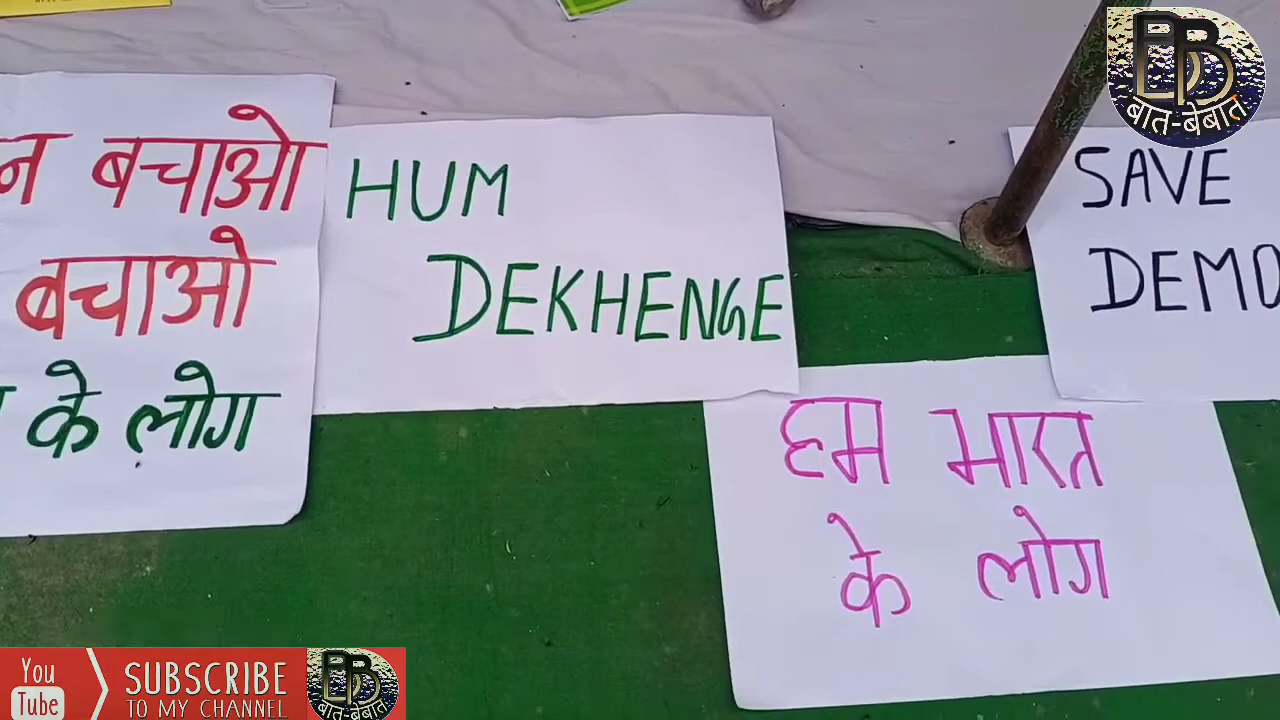 न बचाओ
बचाओ
के लोग
HUM
DEKHENGE
SAVE
DEMO
हम भारत
के लोग
बात-बेबात
You
Tube
SUBSCRIBE
TO MY CHANNEL
बात-बेबात